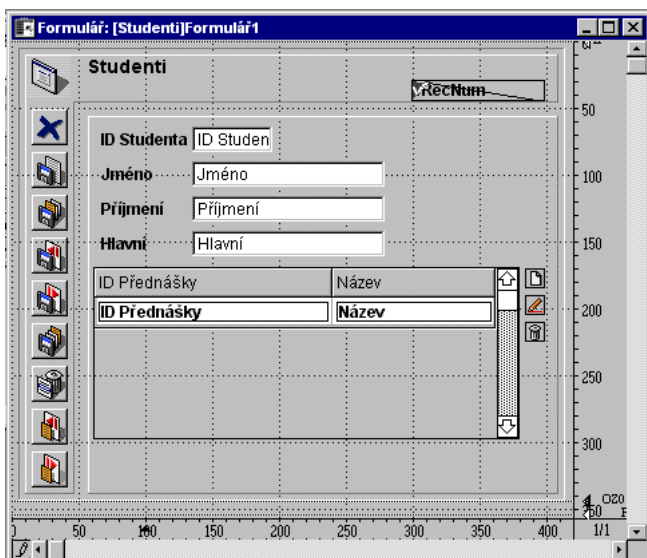 Formulář: [Studenti]Formulář1
Studenti
vRecNum
50
ID Studenta ID Studen
Jméno Jméno
100
Příjmení Příjmení
Hlavní Hlavní
150
ID Přednášky Název
ID Přednášky Název
200
250
300
50 100 150 200 250 300 350 400 1/1